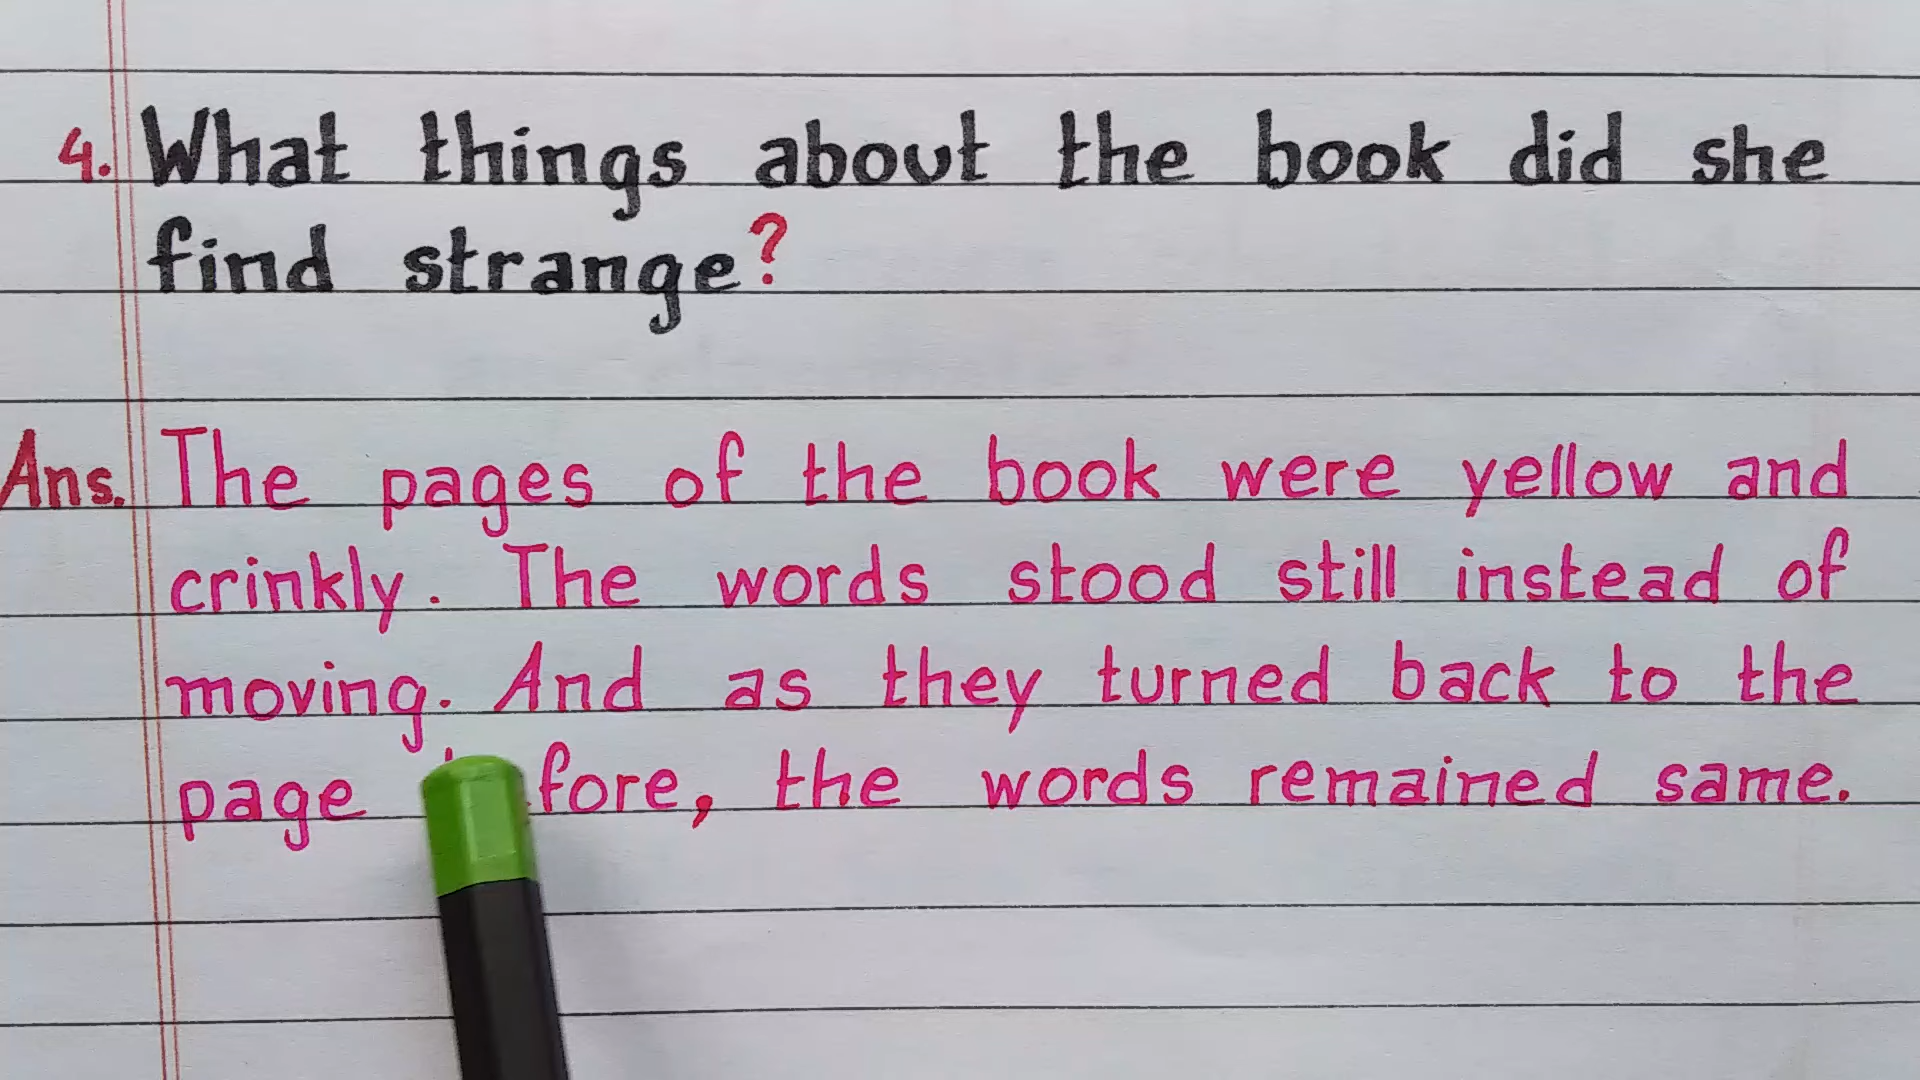 4. What things about the book did she
find strange?
Ans. The pages of the book were yellow and
crinkly. The words stood still instead of
moving. And as they turned back to the
page fore, the words remained same.